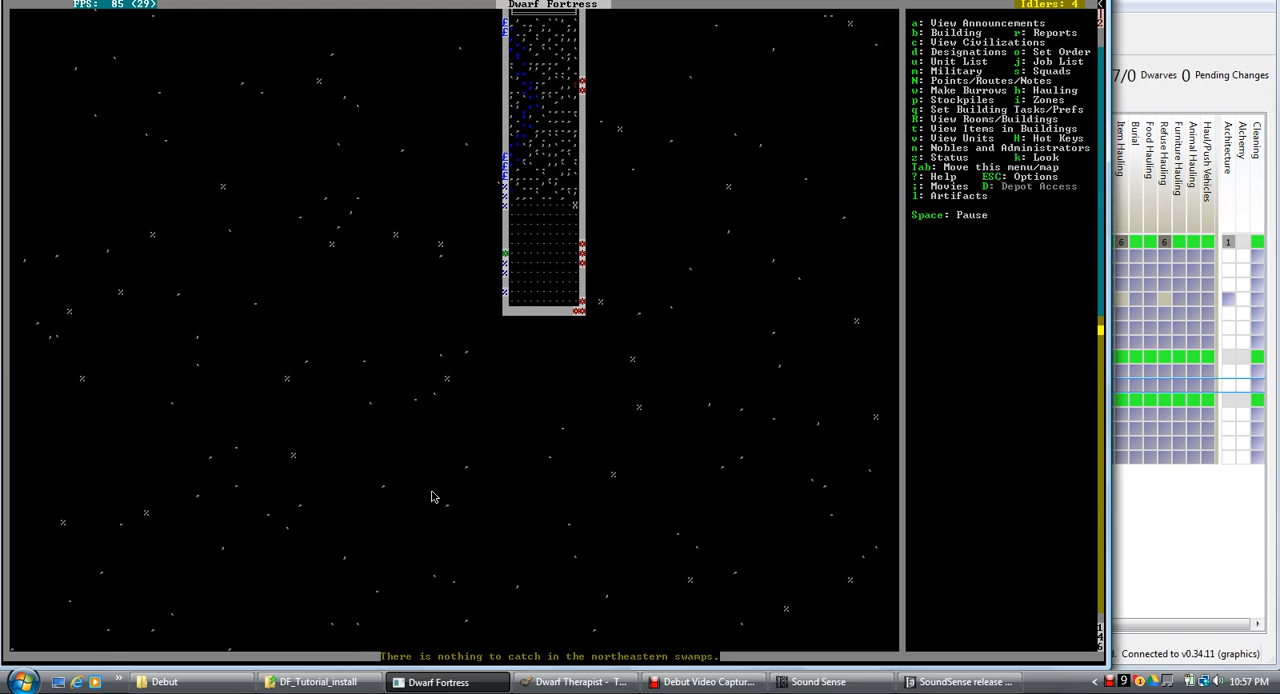 FPS: 85 (29)
Dwarf Fortress
Idlers: 4
a: View Announcements
b: Building r: Reports
c: View Civilizations
d: Designations o: Set Order
u: Unit List j: Job List
m: Military s: Squads
N: Points/Routes/Notes
w: Make Burrows h: Hauling
p: Stockpiles i: Zones
q: Set Building Tasks/Prefs
R: View Rooms/Buildings
t: View Items in Buildings
v: View Units H: Hot Keys
n: Nobles and Administrators
z: Status k: Look
Tab: Move this menu/map
?: Help ESC: Options
;: Movies D: Depot Access
l: Artifacts
Space: Pause
There is nothing to catch in the northeastern swamps.
7/0 Dwarves 0 Pending Changes
Item Hauling
Burial
Food Hauling
Refuse Hauling
Furniture Hauling
Animal Hauling
Haul/Push Vehicles
Architecture
Alchemy
Cleaning
6 6 1
d. Connected to v0.34.11 (graphics)
Debut
DF_Tutorial_install
Dwarf Fortress
Dwarf Therapist - T...
Debut Video Captur...
Sound Sense
SoundSense release ...
9
10:57 PM